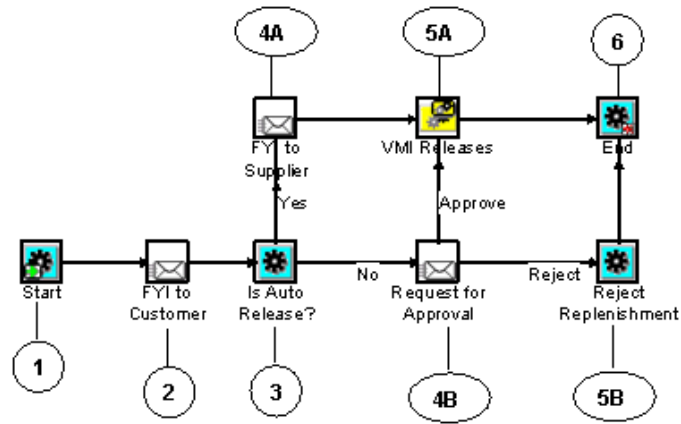 4A
5A
6
FYI to
Supplier
VMI Releases
End
Yes
Approve
Start
FYI to
Customer
Is Auto
Release?
No
Request for
Approval
Reject
Reject
Replenishment
1
2
3
4B
5B